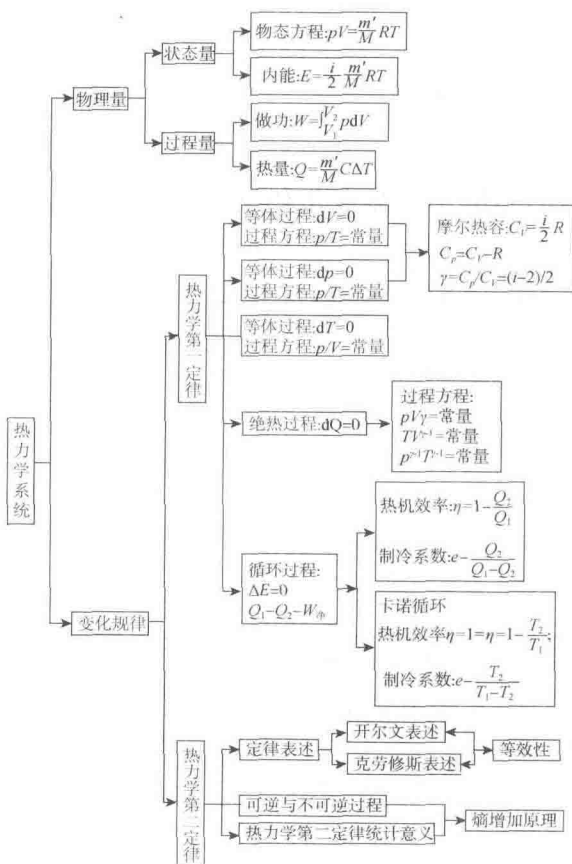 热力学系统
物理量
状态量
物态方程:pV=m′/M RT
内能:E=i/2 m′/M RT
过程量
做功:W=∫V₁V₂ pdV
热量:Q=m′/M CΔT
变化规律
热力学第一定律
等体过程:dV=0
过程方程:p/T=常量
等体过程:dp=0
过程方程:p/T=常量
摩尔热容:C₁=i/2 R
Cₚ=C₁-R
γ=Cₚ/C₁=(i-2)/2
等体过程:dT=0
过程方程:p/V=常量
绝热过程:dQ=0
过程方程:
pVγ=常量
TVᵞ⁻¹=常量
pᵞ⁻¹Tᵞ⁻¹=常量
循环过程:
ΔE=0
Q₁-Q₂-W净
热机效率:η=1-Q₂/Q₁
制冷系数:e-Q₂/(Q₁-Q₂)
卡诺循环
热机效率η=1=η=1-T₂/T₁;
制冷系数:e-T₂/(T₁-T₂)
热力学第二定律
定律表述
开尔文表述
克劳修斯表述
等效性
可逆与不可逆过程
热力学第二定律统计意义
熵增加原理